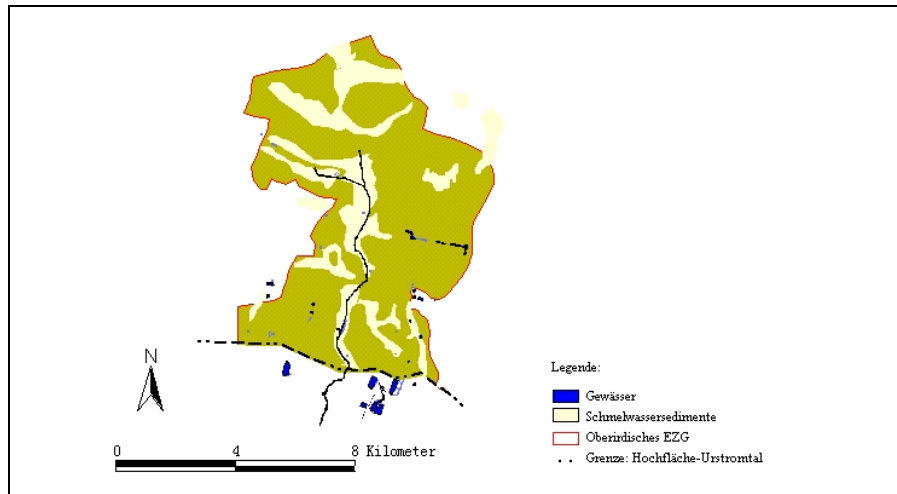 N
Legende:
Gewässer
Schmelwassersedimente
Oberirdisches EZG
Grenze: Hochfläche-Urstromtal
0 4 8 Kilometer